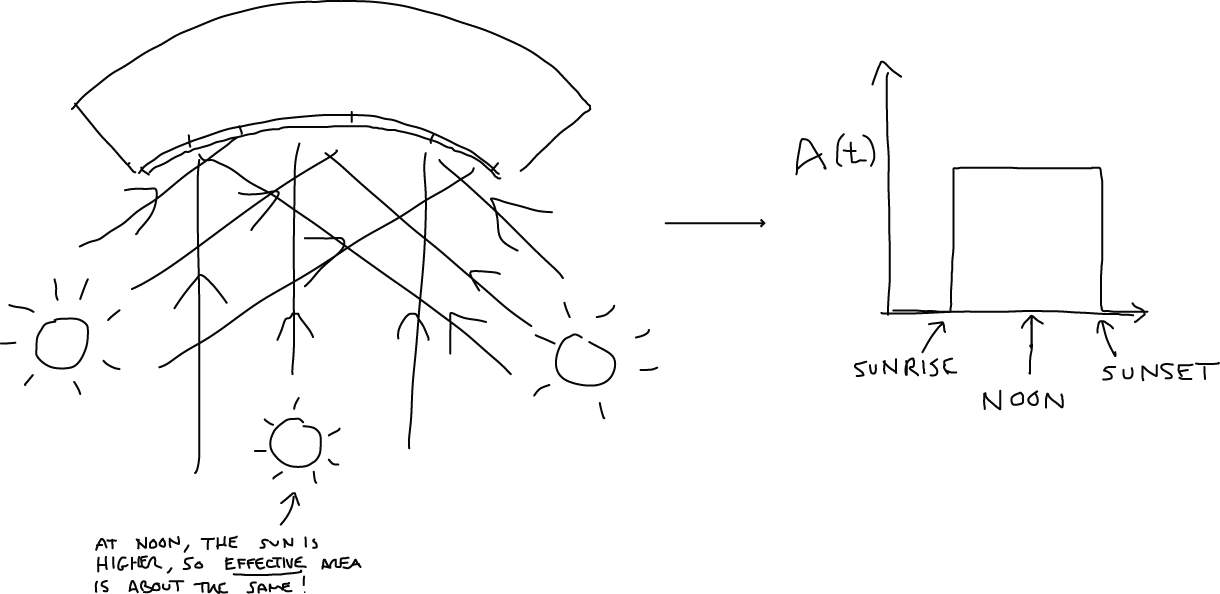 A(t)
SUNRISE
SUNSET
NOON
AT NOON, THE SUN IS
HIGHER, SO EFFECTIVE AREA
IS ABOUT THE SAME!